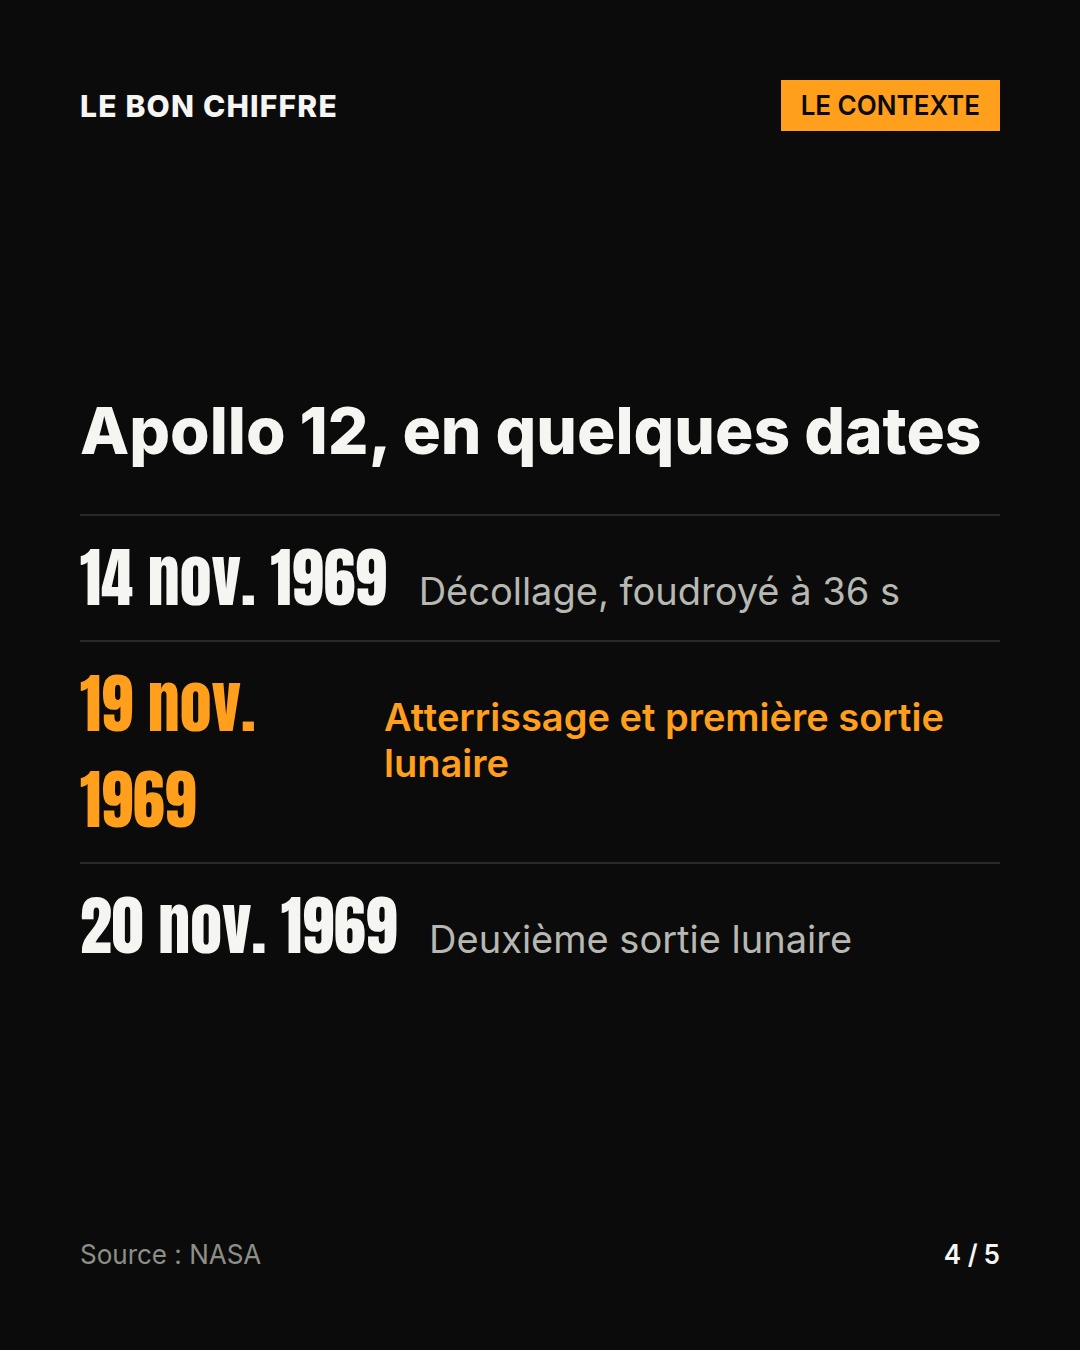 LE BON CHIFFRE
LE CONTEXTE
Apollo 12, en quelques dates
14 nov. 1969 Décollage, foudroyé à 36 s
19 nov.
1969
Atterrissage et première sortie
lunaire
20 nov. 1969 Deuxième sortie lunaire
Source : NASA
4 / 5